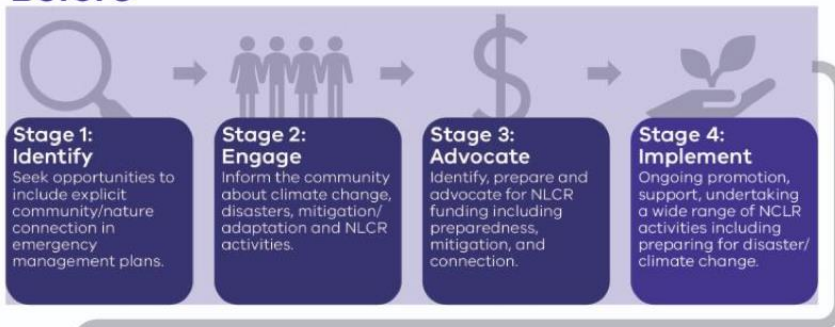 Stage 1:
Identify
Seek opportunities to
include explicit
community/nature
connection in
emergency
management plans.
Stage 2:
Engage
Inform the community
about climate change,
disasters, mitigation/
adaptation and NLCR
activities.
Stage 3:
Advocate
Identify, prepare and
advocate for NLCR
funding including
preparedness,
mitigation, and
connection.
Stage 4:
Implement
Ongoing promotion,
support, undertaking
a wide range of NCLR
activities including
preparing for disaster/
climate change.